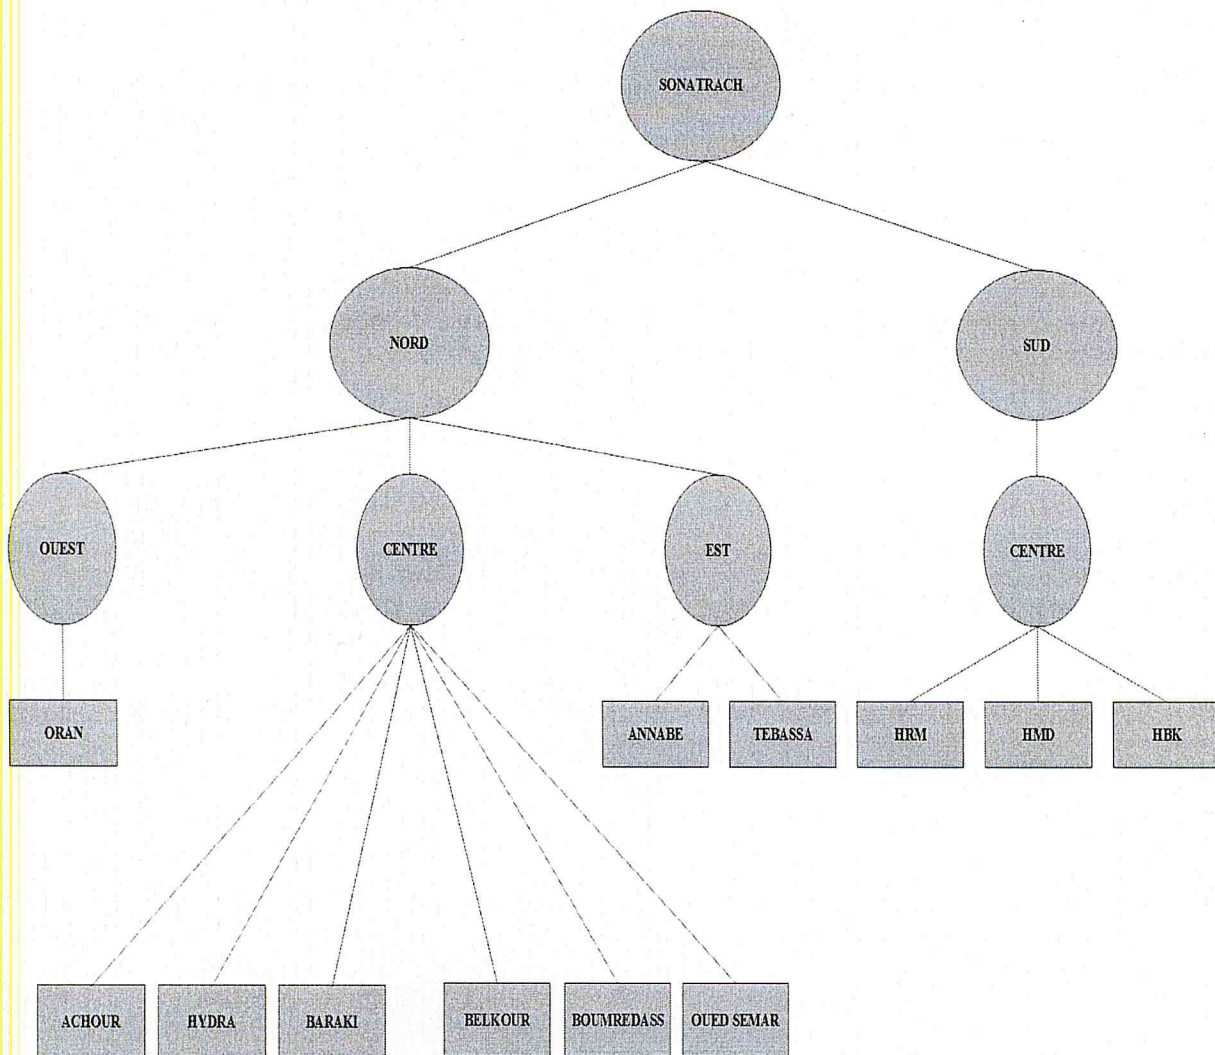 SONATRACH
NORD
SUD
OUEST
CENTRE
EST
CENTRE
ORAN
ANNABE
TEBASSA
HRM
HMD
HBK
ACHOUR
HYDRA
BARAKI
BELKOUR
BOUMREDASS
OUED SEMAR